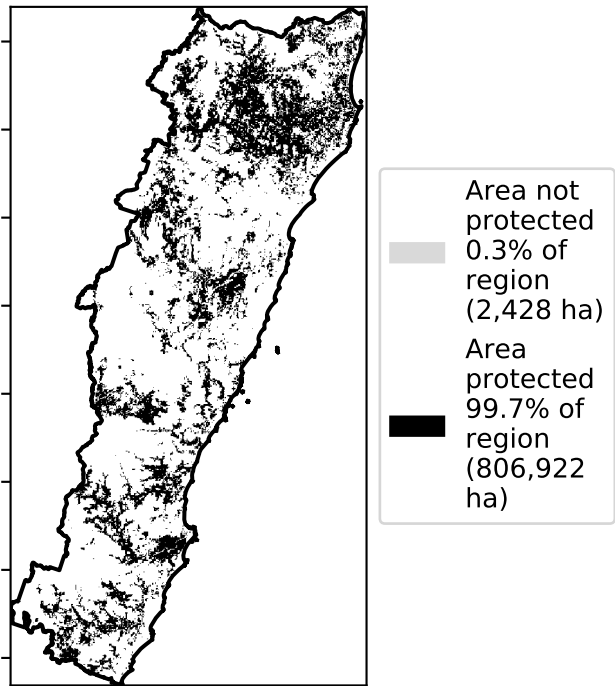 Area not
protected
0.3% of
region
(2,428 ha)
Area
protected
99.7% of
region
(806,922
ha)